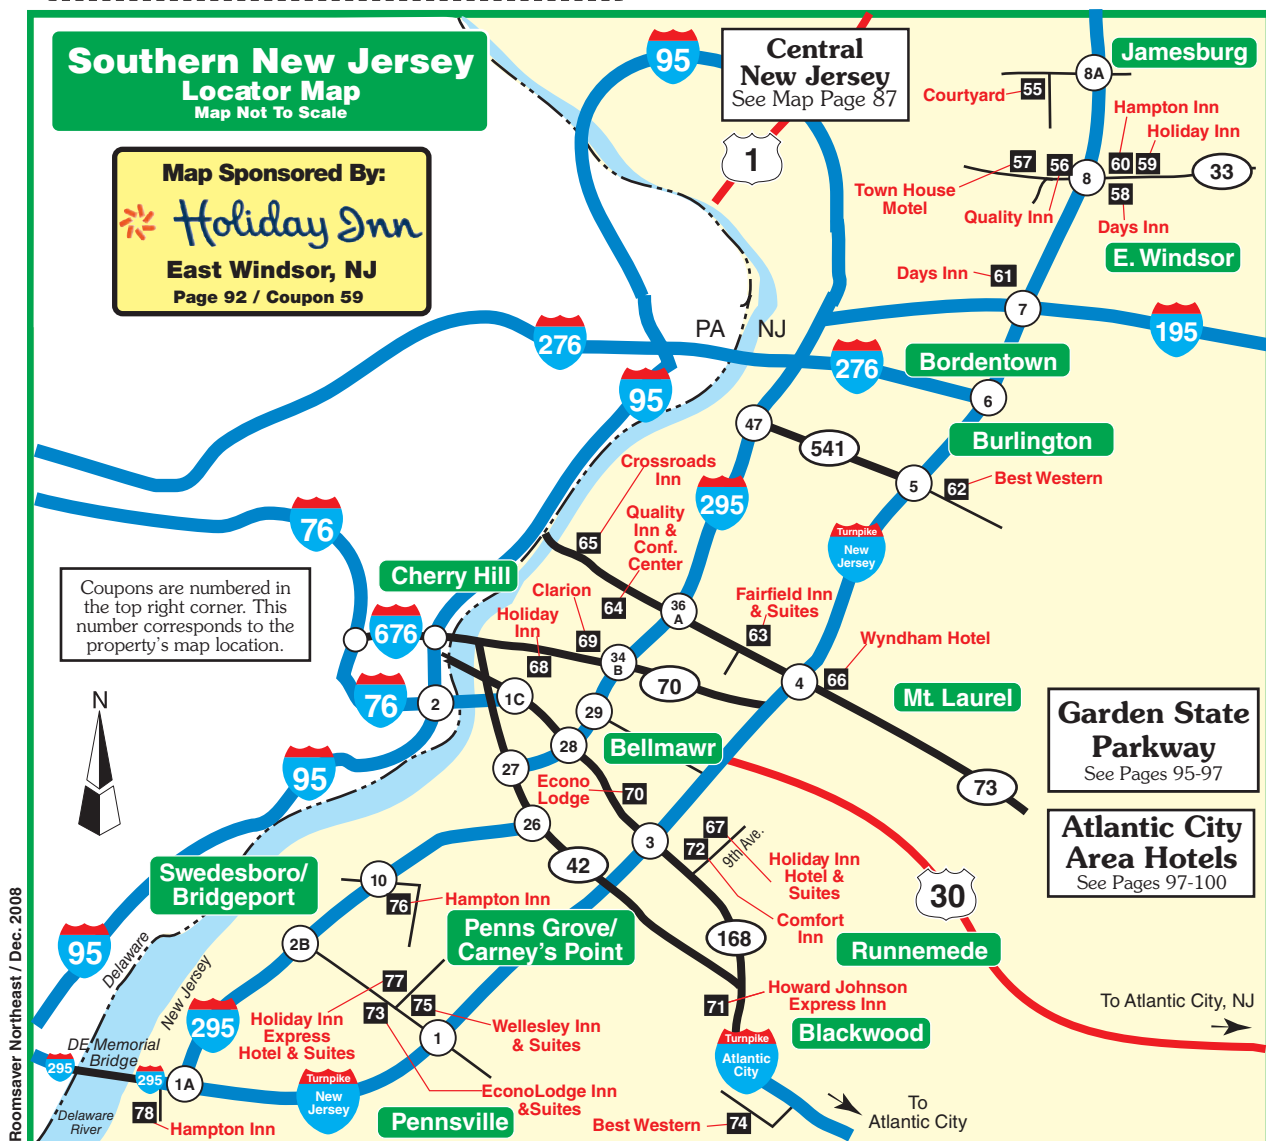 Southern New Jersey
Locator Map
Map Not To Scale
Map Sponsored By:
Holiday Inn
East Windsor, NJ
Page 92 / Coupon 59
95
Central
New Jersey
See Map Page 87
1
Jamesburg
8A
Courtyard
55
Hampton Inn
Holiday Inn
57
56
8
60
59
33
58
Town House
Motel
Quality Inn
Days Inn
E. Windsor
Days Inn
61
7
195
PA
NJ
276
276
Bordentown
95
6
47
541
Burlington
5
62
Best Western
Crossroads
Inn
295
Quality
Inn &
Conf.
Center
76
65
Turnpike
New
Jersey
Cherry Hill
Coupons are numbered in
the top right corner. This
number corresponds to the
property's map location.
Clarion
64
36
A
Fairfield Inn
& Suites
63
Holiday
Inn
69
68
676
34
B
Wyndham Hotel
66
4
70
76
2
1C
29
Mt. Laurel
N
28
Bellmawr
Garden State
Parkway
See Pages 95-97
95
27
Econo
Lodge
70
73
26
3
67
72
9th Ave.
Atlantic City
Area Hotels
See Pages 97-100
42
Holiday Inn
Hotel &
Suites
30
Swedesboro/
Bridgeport
10
76
Hampton Inn
Comfort
Inn
Penns Grove/
Carney's Point
168
Runnemede
95
Delaware
New Jersey
2B
77
75
73
71
Howard Johnson
Express Inn
To Atlantic City, NJ
295
Holiday Inn
Express
Hotel & Suites
Wellesley Inn
& Suites
1
Blackwood
DE Memorial
Bridge
295
295
1A
Turnpike
New
Jersey
Turnpike
Atlantic
City
EconoLodge Inn
&Suites
78
Hampton Inn
Delaware
River
Pennsville
Best Western
74
To
Atlantic City
Roomsaver Northeast / Dec. 2008